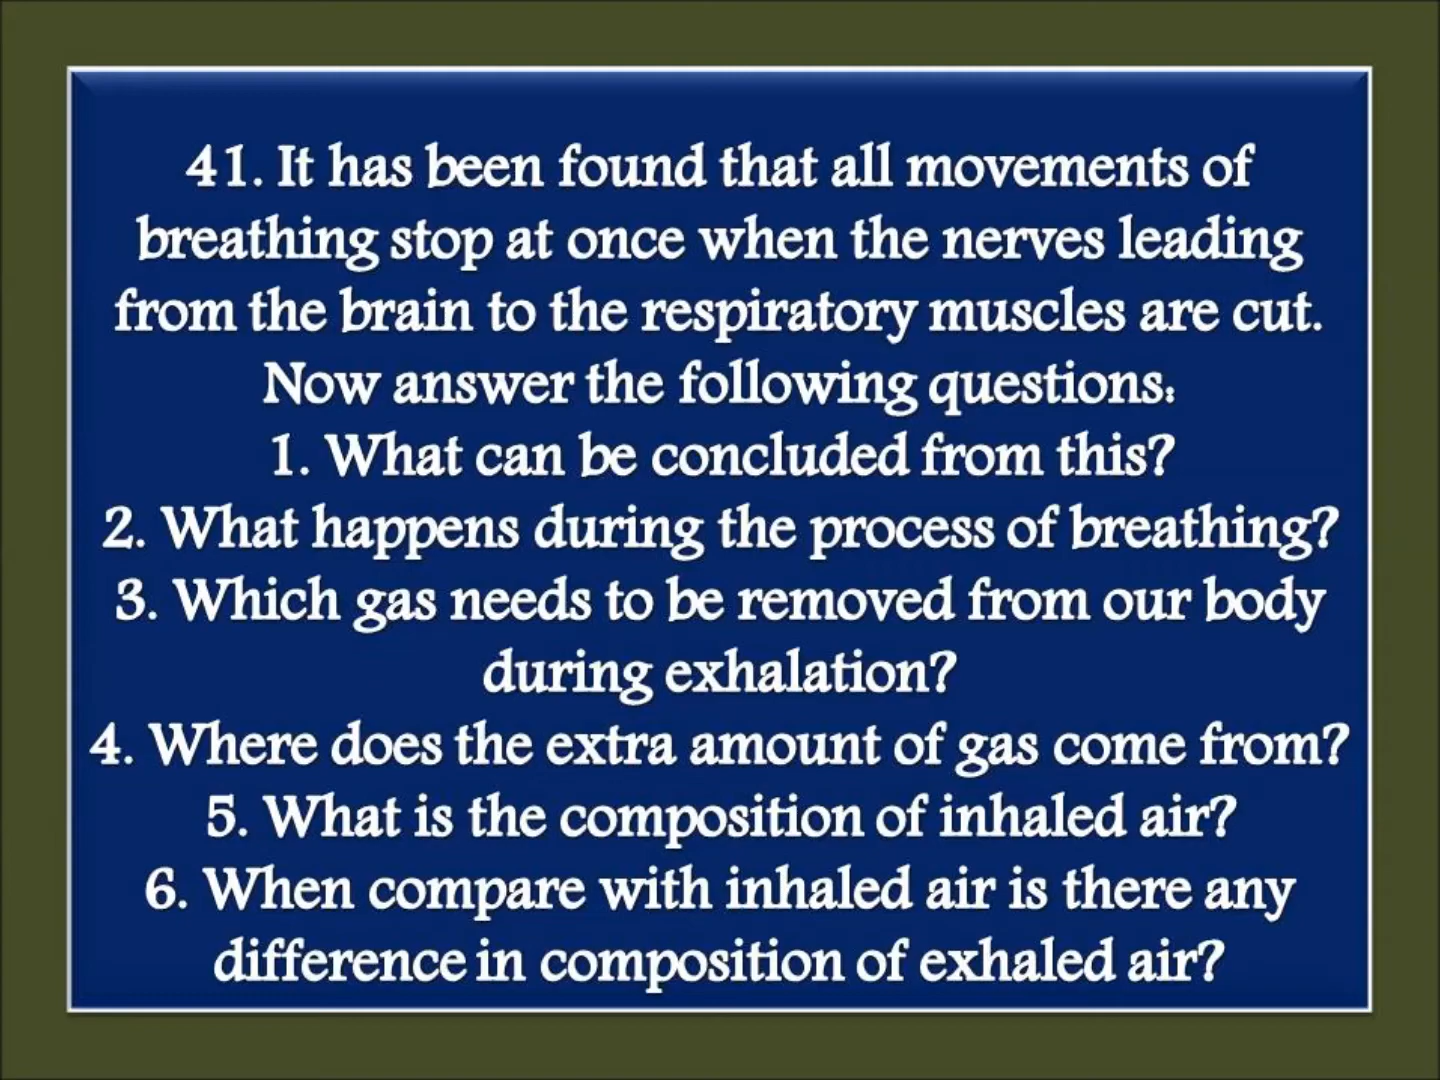 41. It has been found that all movements of
breathing stop at once when the nerves leading
from the brain to the respiratory muscles are cut.
Now answer the following questions:
1. What can be concluded from this?
2. What happens during the process of breathing?
3. Which gas needs to be removed from our body
during exhalation?
4. Where does the extra amount of gas come from?
5. What is the composition of inhaled air?
6. When compare with inhaled air is there any
difference in composition of exhaled air?